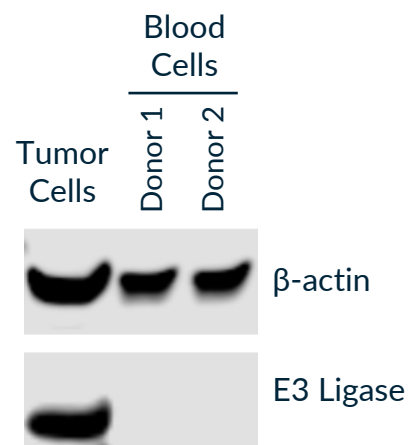 Blood
Cells
Tumor
Cells
Donor 1
Donor 2
β-actin
E3 Ligase